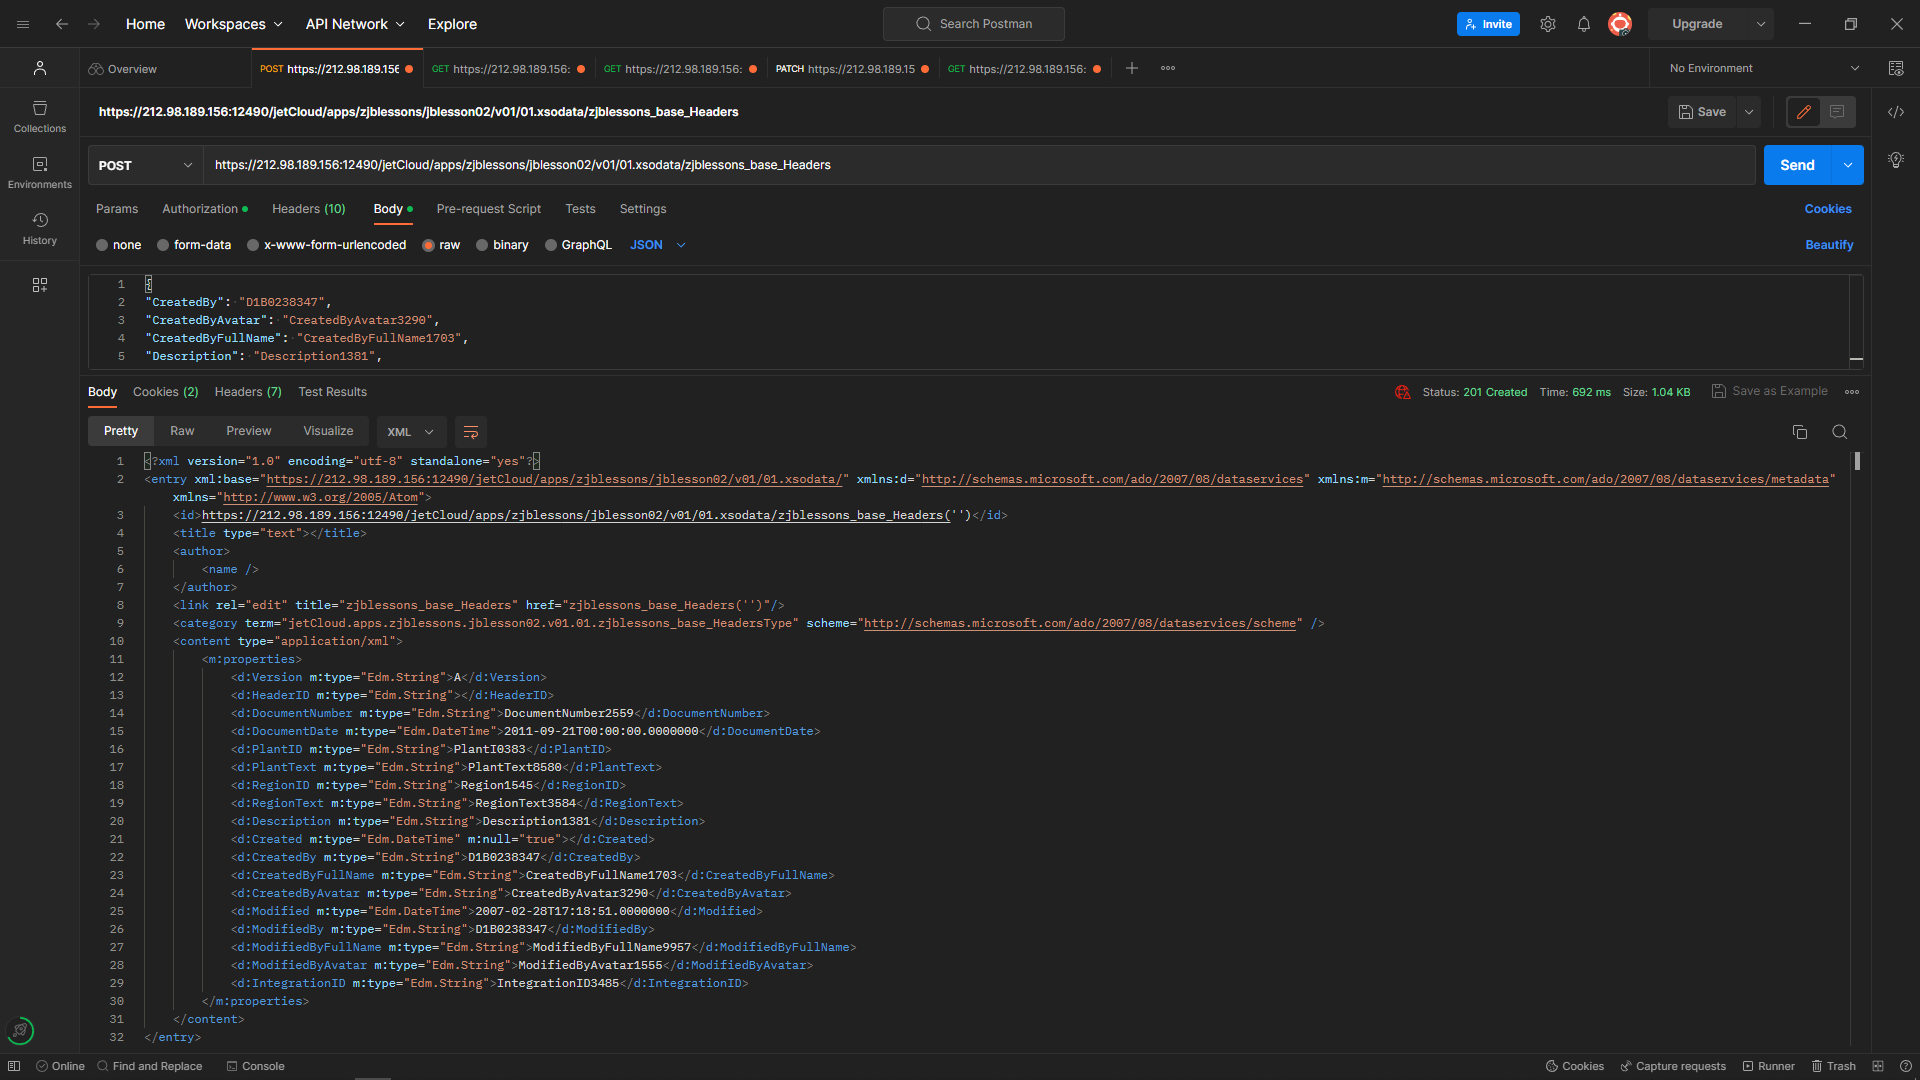 Home Workspaces API Network Explore Search Postman Invite Upgrade
Overview POST https://212.98.189.156 GET https://212.98.189.156: GET https://212.98.189.156: PATCH https://212.98.189.15 GET https://212.98.189.156: No Environment
https://212.98.189.156:12490/jetCloud/apps/zjblessons/jblesson02/v01/01.xsodata/zjblessons_base_Headers Save
Collections
Environments
History
POST https://212.98.189.156:12490/jetCloud/apps/zjblessons/jblesson02/v01/01.xsodata/zjblessons_base_Headers Send
Params Authorization Headers (10) Body Pre-request Script Tests Settings Cookies
none form-data x-www-form-urlencoded raw binary GraphQL JSON Beautify
1 {
2 "CreatedBy": "D1B0238347",
3 "CreatedByAvatar": "CreatedByAvatar3290",
4 "CreatedByFullName": "CreatedByFullName1703",
5 "Description": "Description1381",
Body Cookies (2) Headers (7) Test Results Status: 201 Created Time: 692 ms Size: 1.04 KB Save as Example
Pretty Raw Preview Visualize XML
1 <?xml version="1.0" encoding="utf-8" standalone="yes"?>
2 <entry xml:base="https://212.98.189.156:12490/jetCloud/apps/zjblessons/jblesson02/v01/01.xsodata/" xmlns:d="http://schemas.microsoft.com/ado/2007/08/dataservices" xmlns:m="http://schemas.microsoft.com/ado/2007/08/dataservices/metadata"
xmlns="http://www.w3.org/2005/Atom">
3 <id>https://212.98.189.156:12490/jetCloud/apps/zjblessons/jblesson02/v01/01.xsodata/zjblessons_base_Headers('')</id>
4 <title type="text"></title>
5 <author>
6 <name />
7 </author>
8 <link rel="edit" title="zjblessons_base_Headers" href="zjblessons_base_Headers('')"/>
9 <category term="jetCloud.apps.zjblessons.jblesson02.v01.01.zjblessons_base_HeadersType" scheme="http://schemas.microsoft.com/ado/2007/08/dataservices/scheme" />
10 <content type="application/xml">
11 <m:properties>
12 <d:Version m:type="Edm.String">A</d:Version>
13 <d:HeaderID m:type="Edm.String"></d:HeaderID>
14 <d:DocumentNumber m:type="Edm.String">DocumentNumber2559</d:DocumentNumber>
15 <d:DocumentDate m:type="Edm.DateTime">2011-09-21T00:00:00.0000000</d:DocumentDate>
16 <d:PlantID m:type="Edm.String">PlantI0383</d:PlantID>
17 <d:PlantText m:type="Edm.String">PlantText8580</d:PlantText>
18 <d:RegionID m:type="Edm.String">Region1545</d:RegionID>
19 <d:RegionText m:type="Edm.String">RegionText3584</d:RegionText>
20 <d:Description m:type="Edm.String">Description1381</d:Description>
21 <d:Created m:type="Edm.DateTime" m:null="true"></d:Created>
22 <d:CreatedBy m:type="Edm.String">D1B0238347</d:CreatedBy>
23 <d:CreatedByFullName m:type="Edm.String">CreatedByFullName1703</d:CreatedByFullName>
24 <d:CreatedByAvatar m:type="Edm.String">CreatedByAvatar3290</d:CreatedByAvatar>
25 <d:Modified m:type="Edm.DateTime">2007-02-28T17:18:51.0000000</d:Modified>
26 <d:ModifiedBy m:type="Edm.String">D1B0238347</d:ModifiedBy>
27 <d:ModifiedByFullName m:type="Edm.String">ModifiedByFullName9957</d:ModifiedByFullName>
28 <d:ModifiedByAvatar m:type="Edm.String">ModifiedByAvatar1555</d:ModifiedByAvatar>
29 <d:IntegrationID m:type="Edm.String">IntegrationID3485</d:IntegrationID>
30 </m:properties>
31 </content>
32 </entry>
Online Find and Replace Console Cookies Capture requests Runner Trash